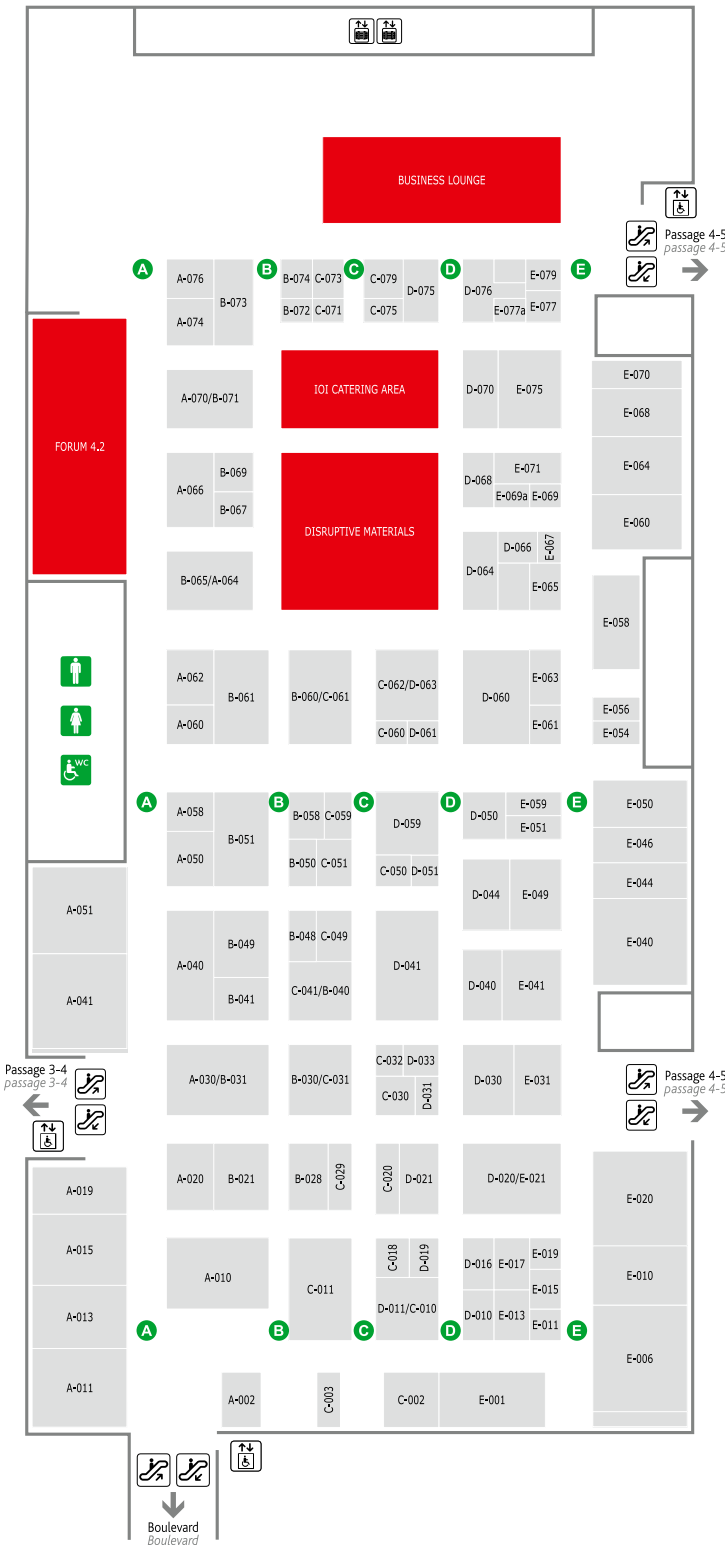 BUSINESS LOUNGE
Passage 4-5
passage 4-5
A
B
C
D
E
A-076
B-073
A-074
B-074
C-073
B-072
C-071
C-079
D-075
C-075
D-076
E-079
E-077a
E-077
FORUM 4.2
A-070/B-071
IOI CATERING AREA
D-070
E-075
E-070
E-068
E-064
E-060
A-066
B-069
B-067
DISRUPTIVE MATERIALS
D-068
E-071
E-069a
E-069
B-065/A-064
D-064
D-066
E-067
E-065
E-058
E-056
E-054
A-062
B-061
A-060
B-060/C-061
C-062/D-063
C-060
D-061
D-060
E-063
E-061
WC
A
B
C
D
E
A-058
B-051
A-050
B-058
C-059
B-050
C-051
D-059
C-050
D-051
D-050
E-059
E-051
E-050
E-046
E-044
E-040
A-051
A-041
D-044
E-049
A-040
B-049
B-041
B-048
C-049
C-041/B-040
D-041
D-040
E-041
Passage 3-4
passage 3-4
A-030/B-031
B-030/C-031
C-032
D-033
C-030
D-031
D-030
E-031
Passage 4-5
passage 4-5
A-020
B-021
B-028
C-029
C-020
D-021
D-020/E-021
A-019
A-015
A-013
A-011
E-020
E-010
E-006
A-010
C-011
C-018
D-019
D-011/C-010
D-016
E-017
E-019
E-015
D-010
E-013
E-011
A
B
C
D
E
A-002
C-003
C-002
E-001
Boulevard
Boulevard